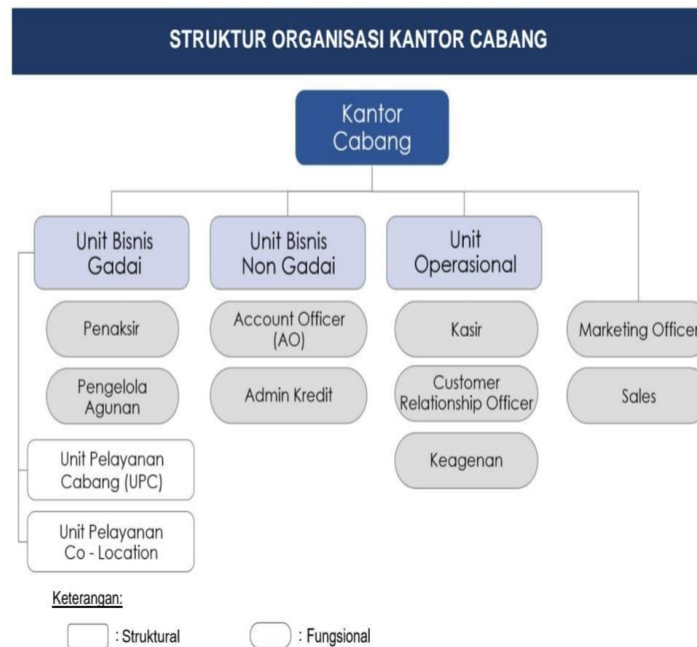 STRUKTUR ORGANISASI KANTOR CABANG
Kantor
Cabang
Unit Bisnis
Gadai
Unit Bisnis
Non Gadai
Unit
Operasional
Penaksir
Account Officer
(AO)
Kasir
Marketing Officer
Pengelola
Agunan
Admin Kredit
Customer
Relationship Officer
Sales
Keagenan
Unit Pelayanan
Cabang (UPC)
Unit Pelayanan
Co - Location
Keterangan:
: Struktural
: Fungsional